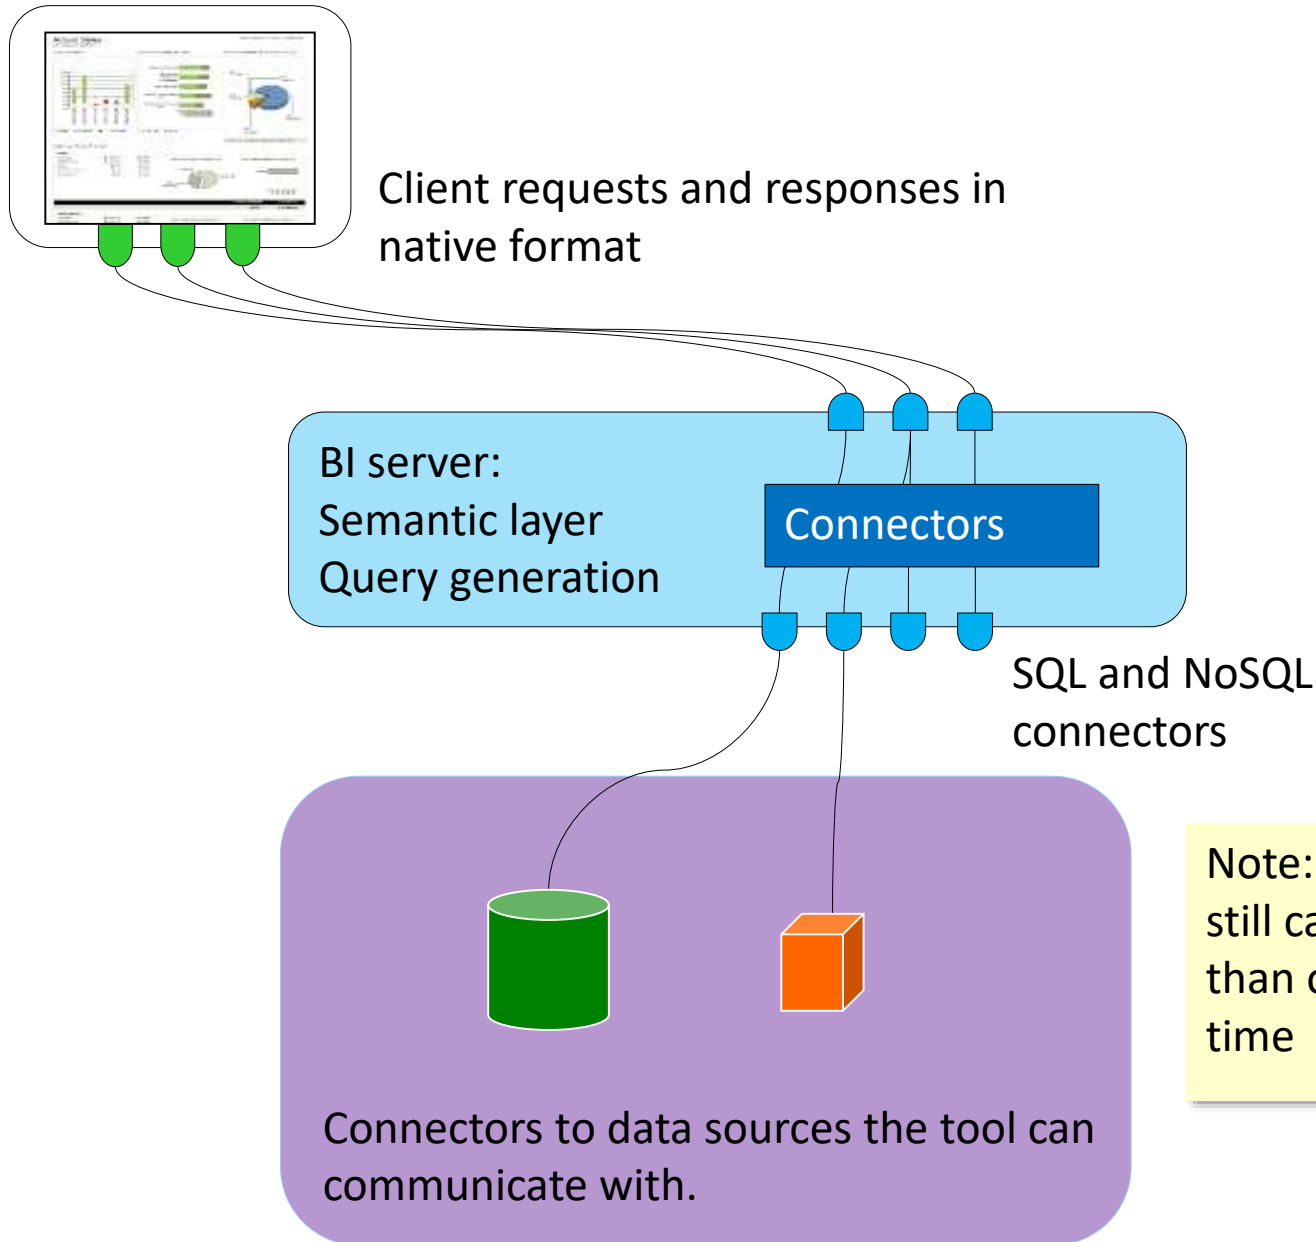 Client requests and responses in
native format
BI server:
Semantic layer
Query generation
Connectors
SQL and NoSQL
connectors
Note:
still ca
than
time
Connectors to data sources the tool can
communicate with.